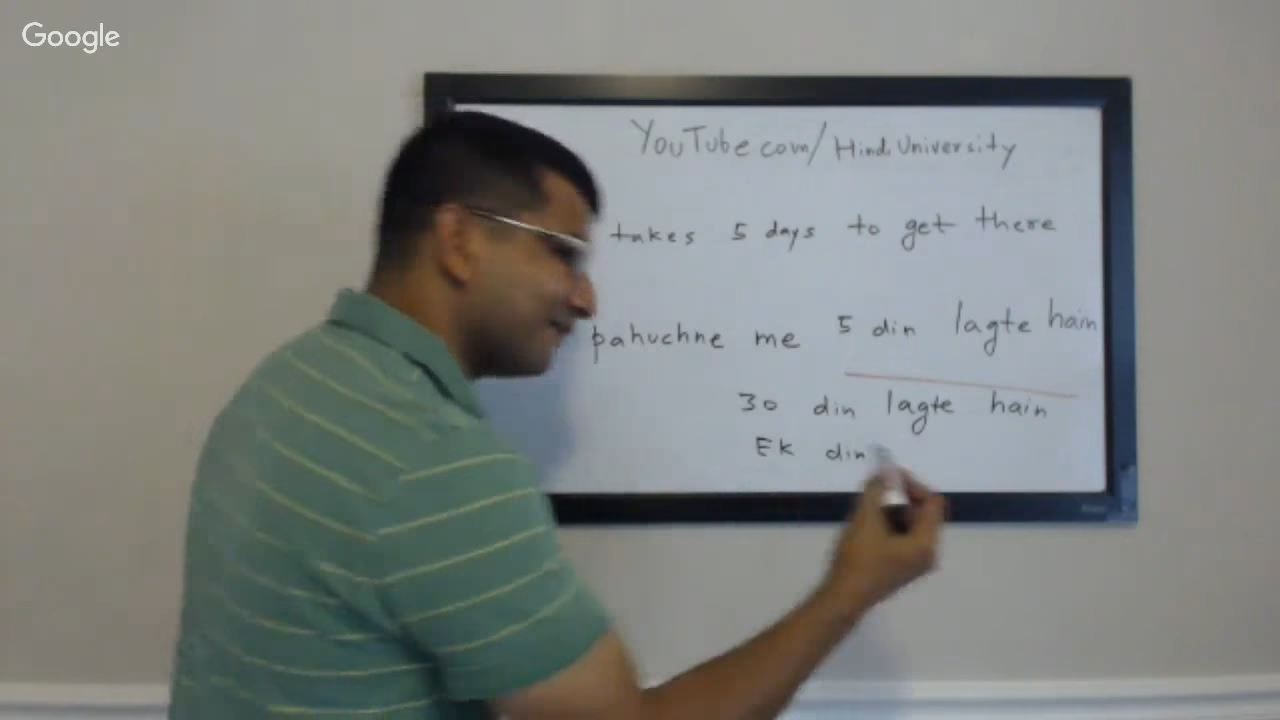 Google
YouTube.com/HindiUniversity
takes 5 days to get there
pahuchne me 5 din lagte hain
30 din lagte hain
Ek din